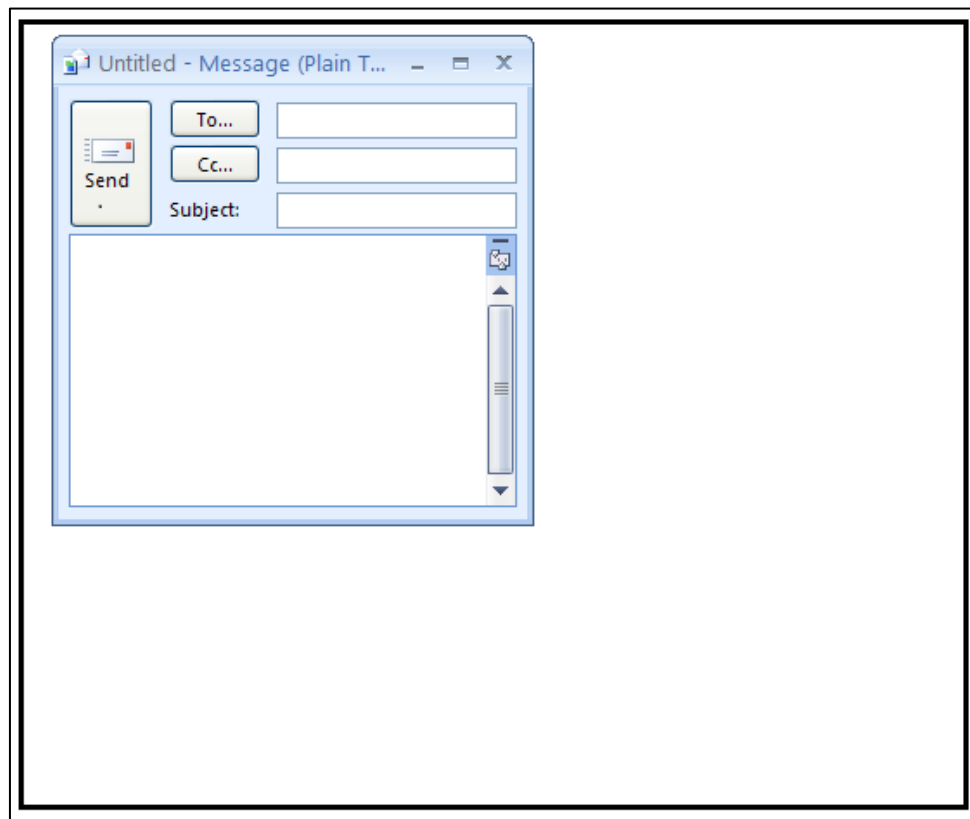 Untitled - Message (Plain T...
To...
Cc...
Send
Subject: